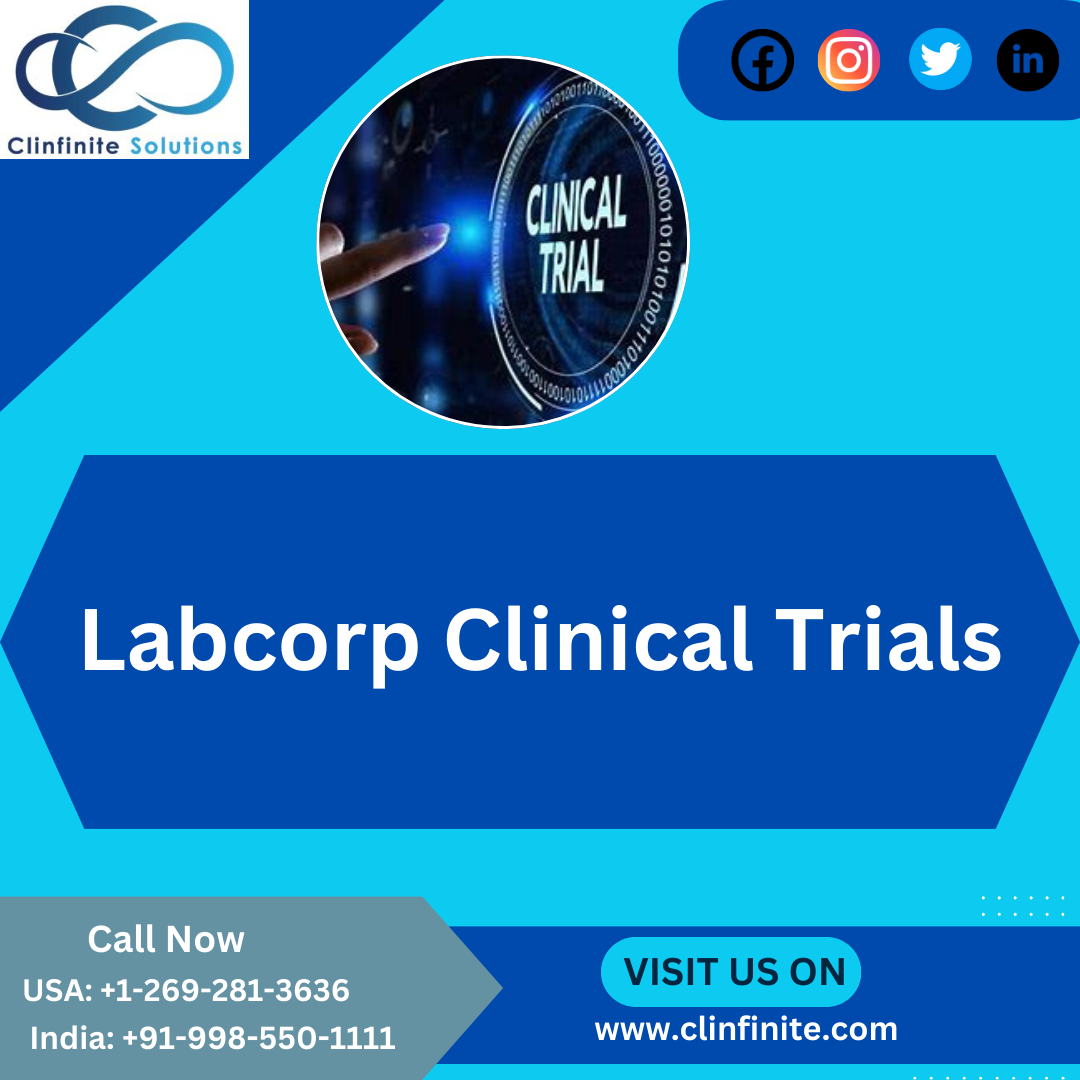 Clinfinite Solutions
CLINICAL
TRIAL
Labcorp Clinical Trials
Call Now
USA: +1-269-281-3636
India: +91-998-550-1111
VISIT US ON
www.clinfinite.com